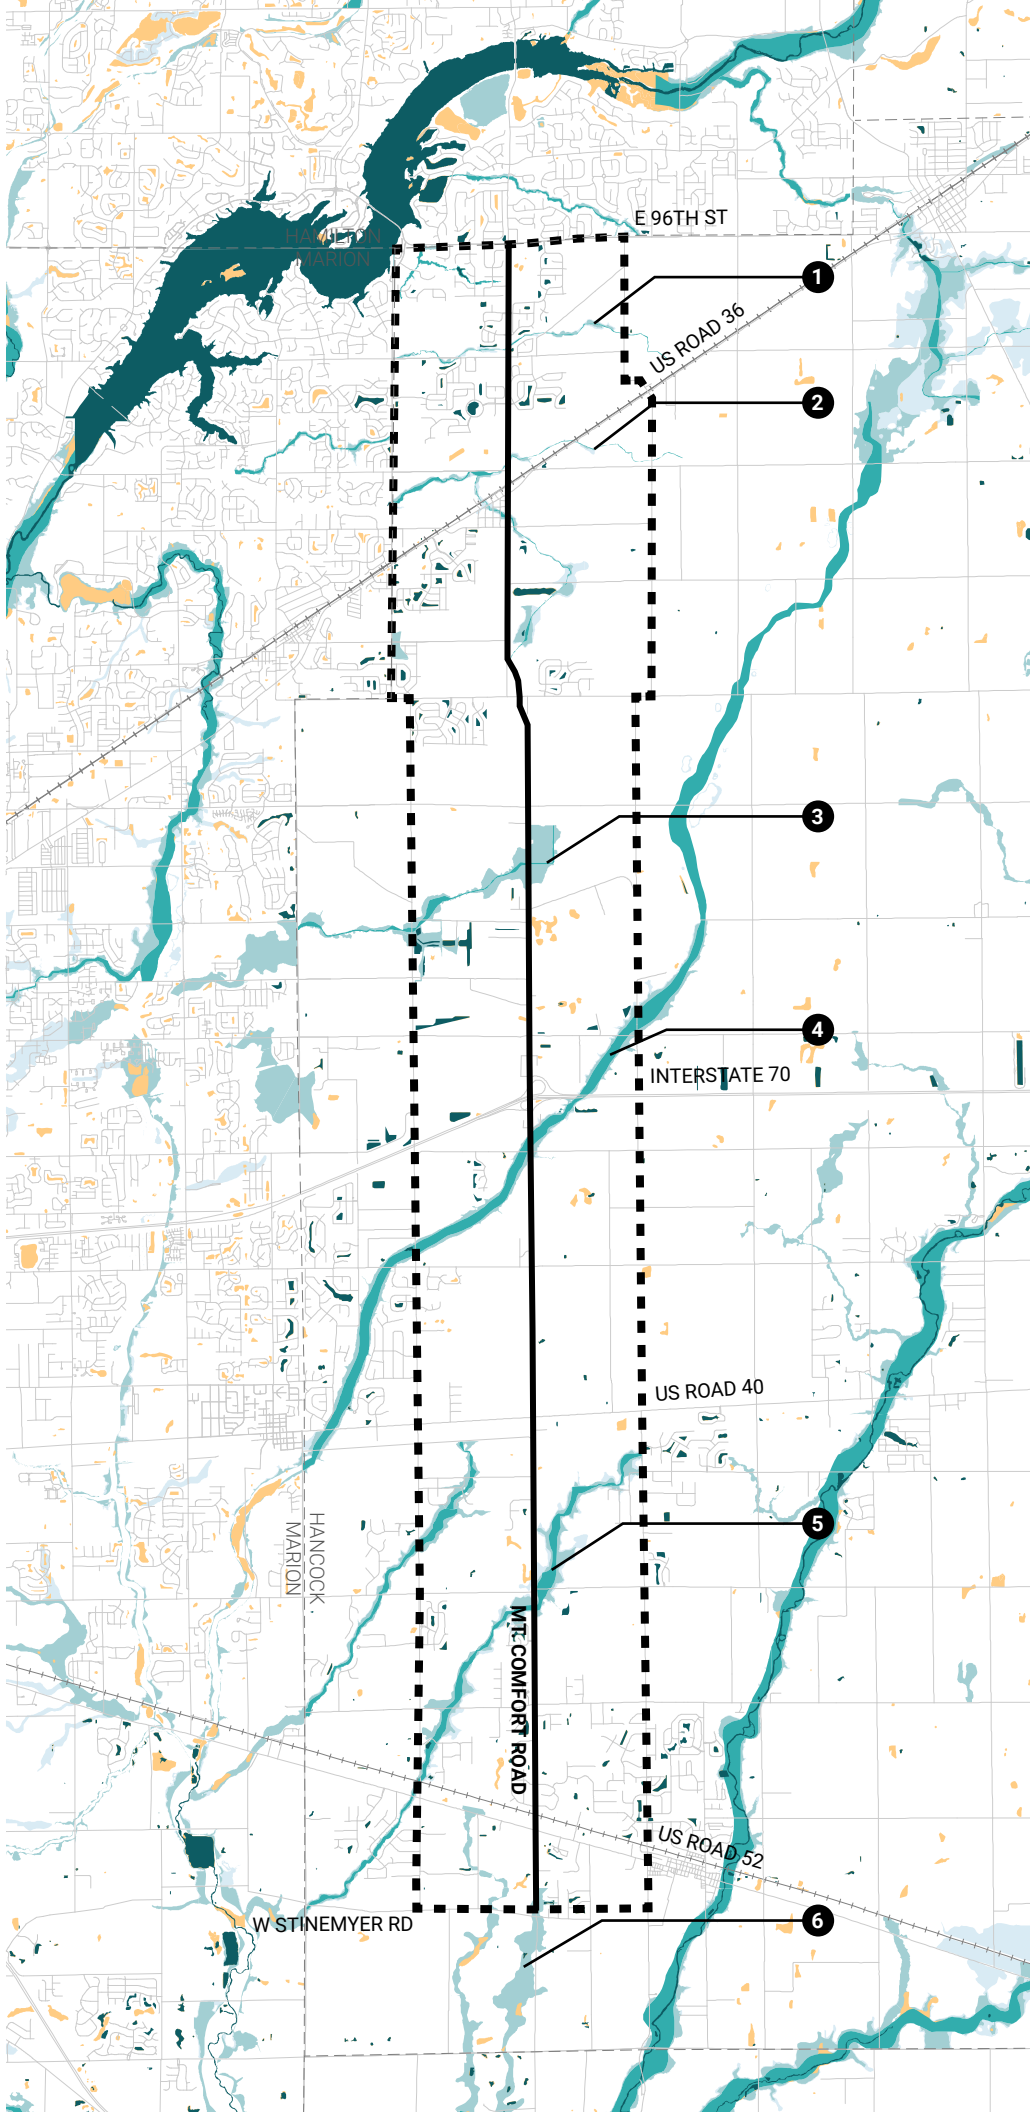 E 96TH ST
HAMILTON
MARION
1
US ROAD 36
2
3
4
INTERSTATE 70
US ROAD 40
HANCOCK
MARION
5
MT. COMFORT ROAD
US ROAD 52
W STINEMYER RD
6